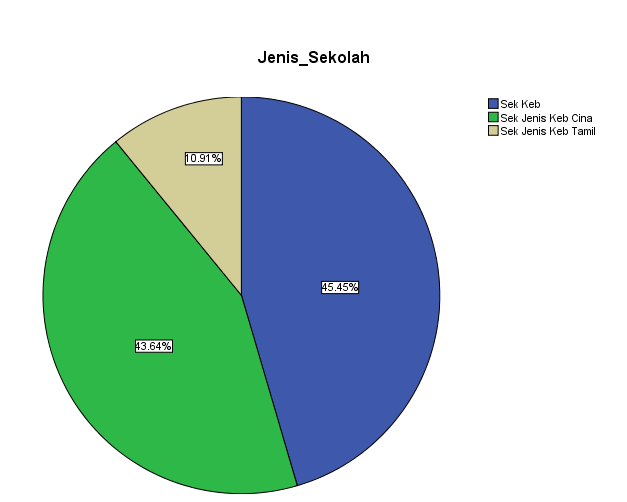 Jenis_Sekolah
Sek Keb
Sek Jenis Keb Cina
Sek Jenis Keb Tamil
10.91%
45.45%
43.64%